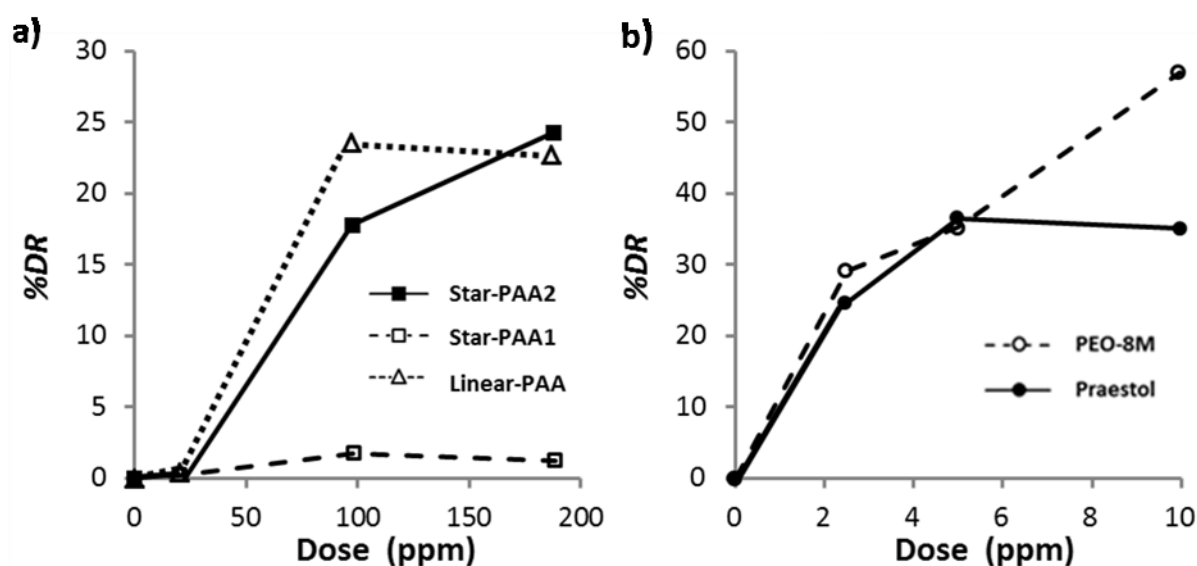 a)
30
25
20
15
10
5
0
%DR
Star-PAA2
Star-PAA1
Linear-PAA
0 50 100 150 200
Dose (ppm)
b)
60
50
40
30
20
10
0
%DR
PEO-8M
Praestol
0 2 4 6 8 10
Dose (ppm)